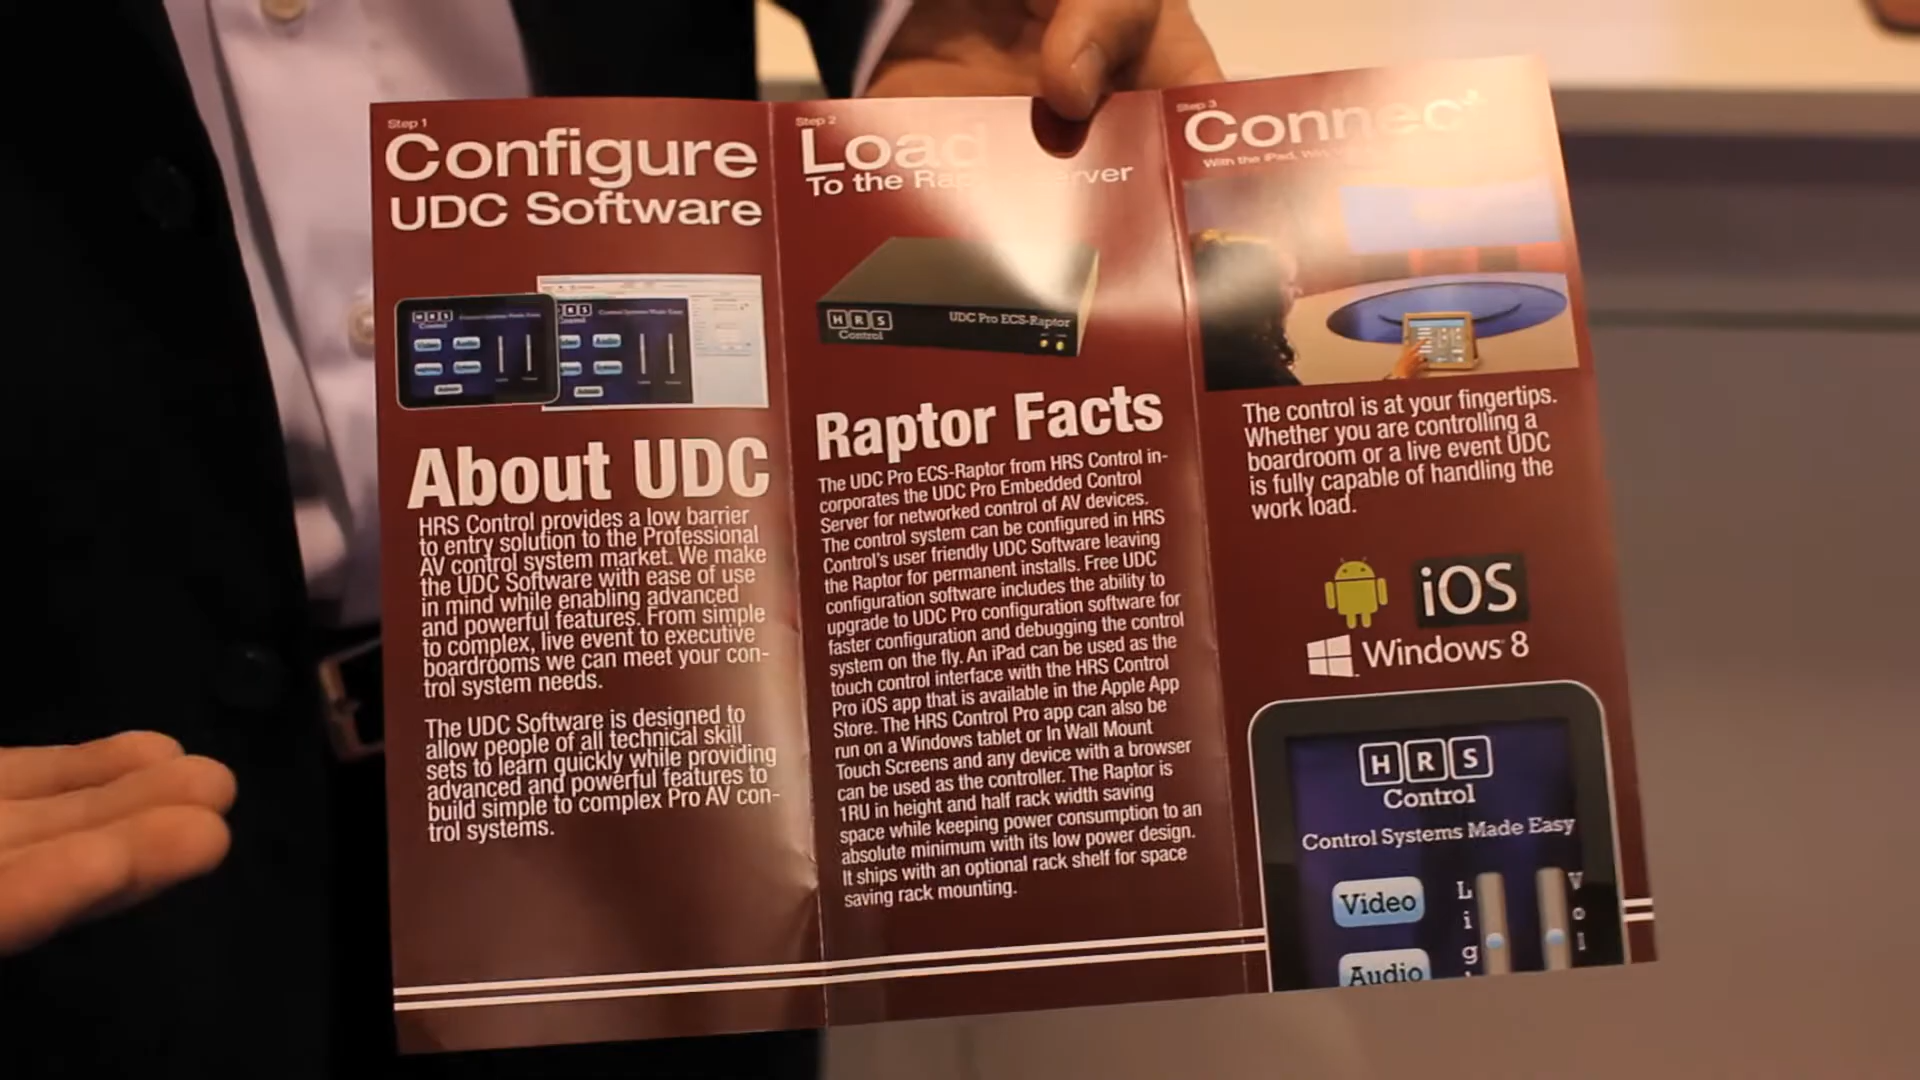 Step 1
Configure
UDC Software
HRS
Control
Video
Audio
About UDC
HRS Control provides a low barrier
to entry solution to the Professional
AV control system market. We make
the UDC Software with ease of use
in mind while enabling advanced
and powerful features. From simple
to complex, live event to executive
boardrooms we can meet your con-
trol system needs.
The UDC Software is designed to
allow people of all technical skill
sets to learn quickly while providing
advanced and powerful features to
build simple to complex Pro AV con-
trol systems.
Step 2
Load
To the
HRS
Control
UDC Pro ECS-Raptor
Raptor Facts
The UDC Pro ECS-Raptor from HRS Control in-
corporates the UDC Pro Embedded Control
Server for networked control of AV devices.
The control system can be configured in HRS
Control's user friendly UDC Software leaving
the Raptor for permanent installs. Free UDC
configuration software includes the ability to
upgrade to UDC Pro configuration software for
faster configuration and debugging the control
system on the fly. An iPad can be used as the
touch control interface with the HRS Control
Pro iOS app that is available in the Apple App
Store. The HRS Control Pro app can also be
run on a Windows tablet or In Wall Mount
Touch Screens and any device with a browser
can be used as the controller. The Raptor is
1RU in height and half rack width saving
space while keeping power consumption to an
absolute minimum with its low power design.
It ships with an optional rack shelf for space
saving rack mounting.
Step 3
Connect
With the iPad,
The control is at your fingertips.
Whether you are controlling a
boardroom or a live event UDC
is fully capable of handling the
work load.
iOS
Windows 8
HRS
Control
Control Systems Made Easy
Video
Audio
Lig
Vol